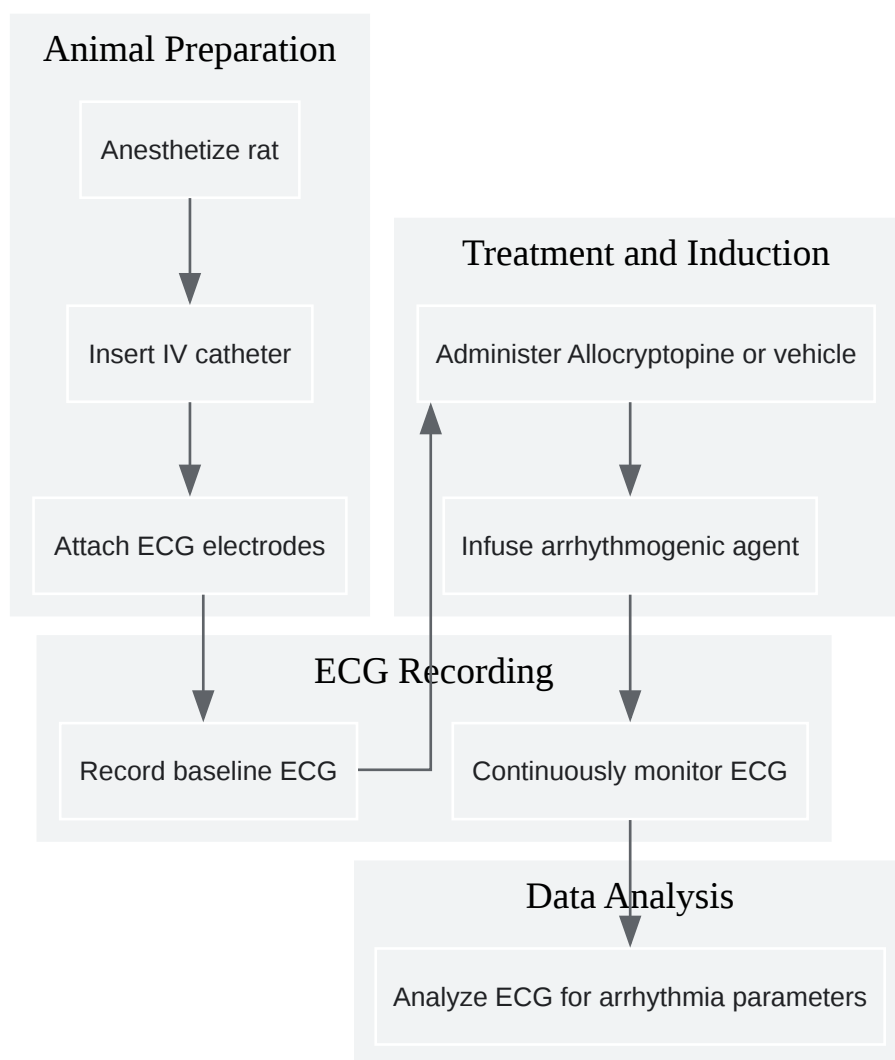 Animal Preparation
Anesthetize rat
Insert IV catheter
Attach ECG electrodes
Treatment and Induction
Administer Allocryptopine or vehicle
Infuse arrhythmogenic agent
ECG Recording
Record baseline ECG
Continuously monitor ECG
Data Analysis
Analyze ECG for arrhythmia parameters